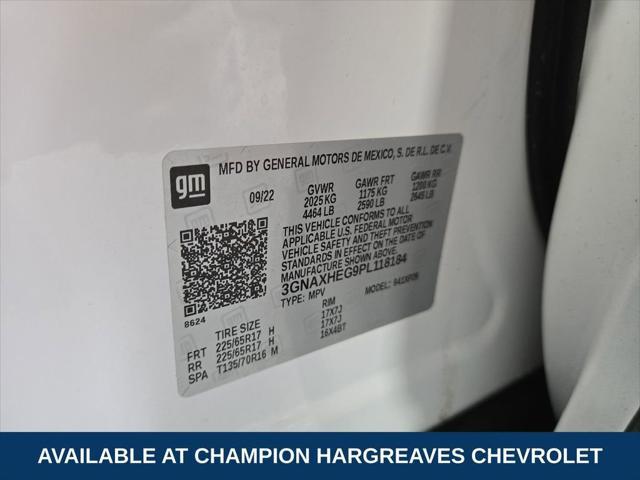 gm
MFD BY GENERAL MOTORS DE MEXICO, S. DE R.L. DE C.V.
09/22 GVWR GAWR FRT GAWR RR
2025 KG 1175 KG 1200 KG
4464 LB 2590 LB 2645 LB
THIS VEHICLE CONFORMS TO ALL
APPLICABLE U.S. FEDERAL MOTOR
VEHICLE SAFETY AND THEFT PREVENTION
STANDARDS IN EFFECT ON THE DATE OF
MANUFACTURE SHOWN ABOVE.
3GNAXHEG9PL118184
TYPE: MPV MODEL:
8624
TIRE SIZE RIM
FRT 225/65R17 H 17X7J
RR 225/65R17 H 17X7J
SPA T135/70R16 M 16X4BT
AVAILABLE AT CHAMPION HARGREAVES CHEVROLET